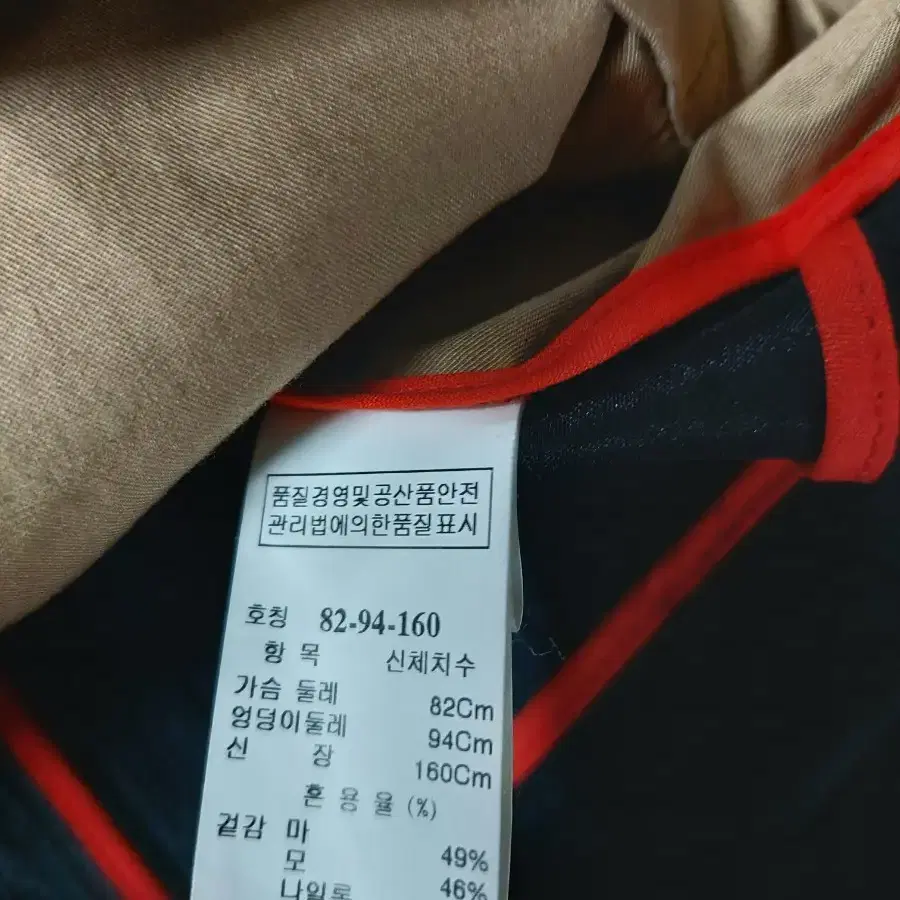 품질경영및공산품안전
관리법에의한품질표시
호칭 82-94-160
항 목 신체치수
가슴 둘레 82Cm
엉덩이둘레 94Cm
신 장 160Cm
혼 용 율 (%)
겉감 마 49%
모 46%
나일론